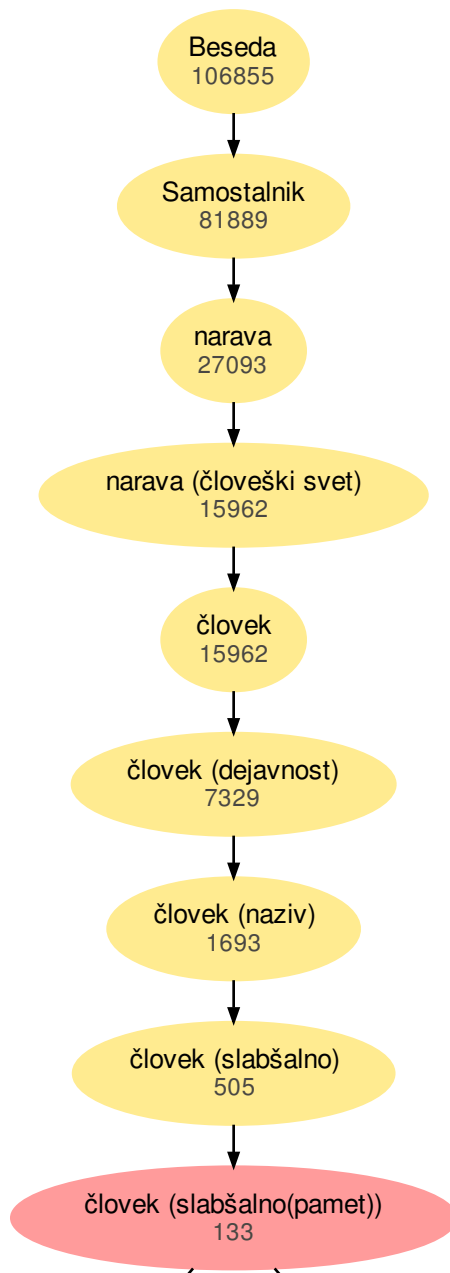 Beseda
106855
Samostalnik
81889
narava
27093
narava (človeški svet)
15962
človek
15962
človek (dejavnost)
7329
človek (naziv)
1693
človek (slabšalno)
505
človek (slabšalno(pamet))
133